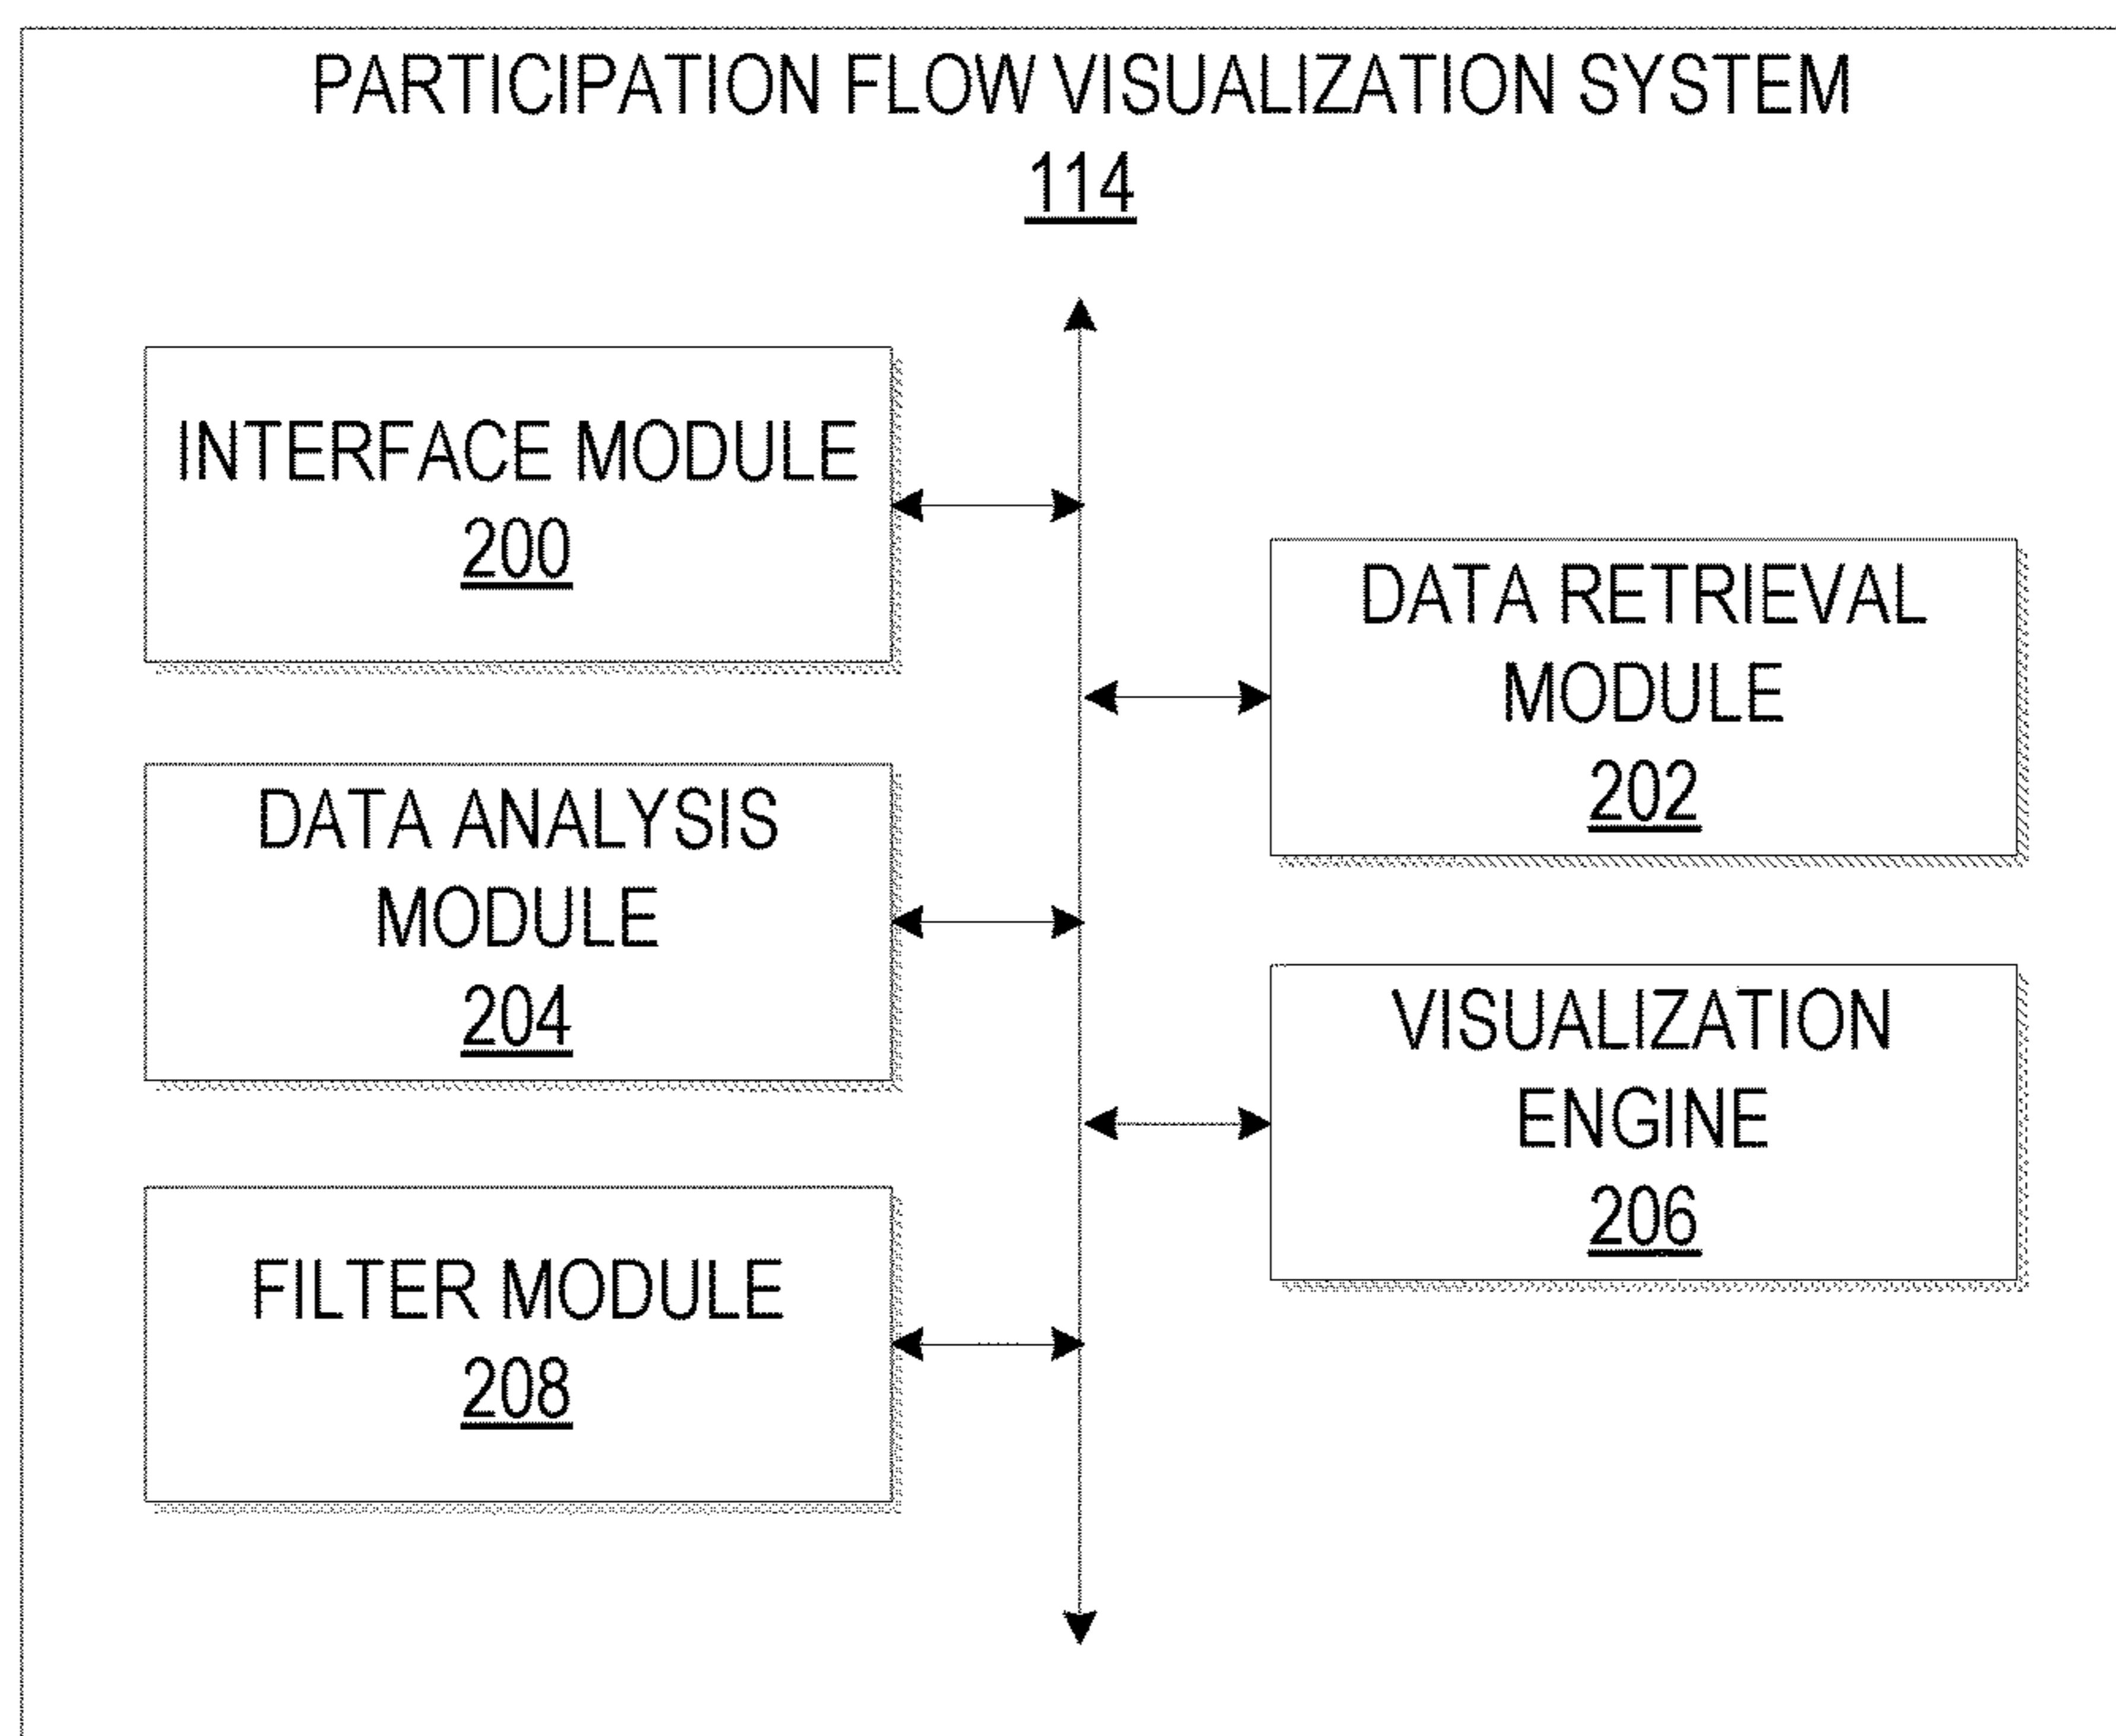 PARTICIPATION FLOW VISUALIZATION SYSTEM
114
INTERFACE MODULE
200
DATA RETRIEVAL
MODULE
202
DATA ANALYSIS
MODULE
204
VISUALIZATION
ENGINE
206
FILTER MODULE
208